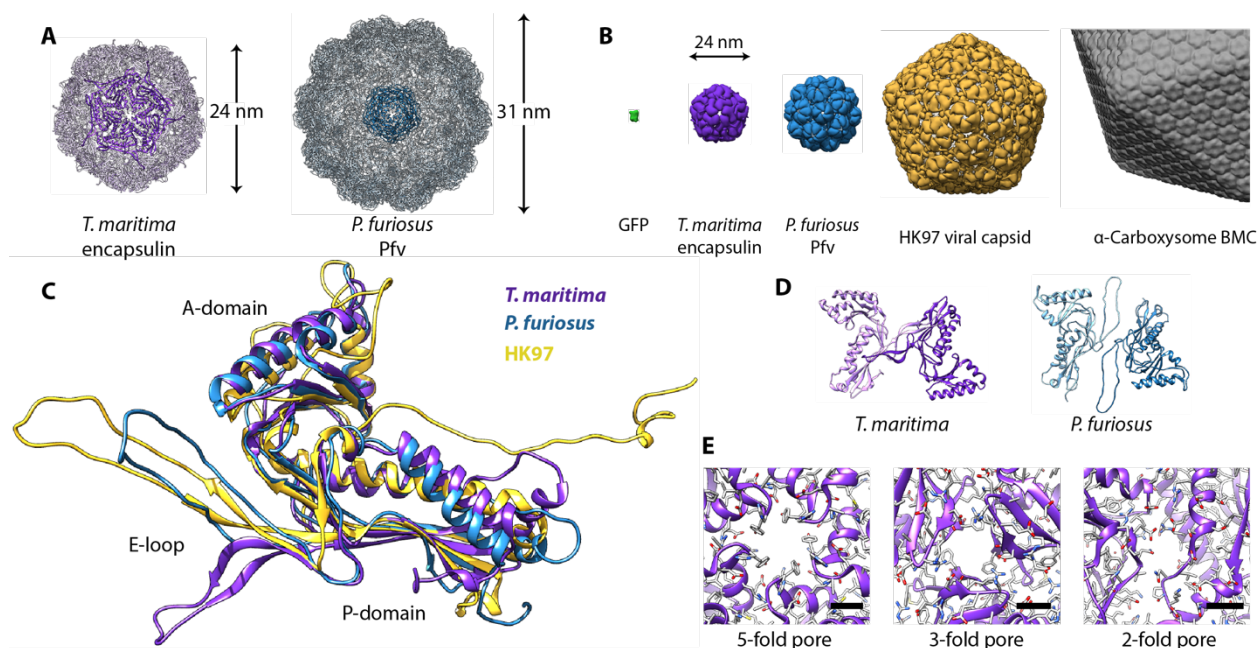 A
24 nm
31 nm
T. maritima
encapsulin
P. furiosus
Pfv
B
24 nm
GFP
T. maritima
encapsulin
P. furiosus
Pfv
HK97 viral capsid
α-Carboxysome BMC
C
A-domain
T. maritima
P. furiosus
HK97
E-loop
P-domain
D
T. maritima
P. furiosus
E
5-fold pore
3-fold pore
2-fold pore